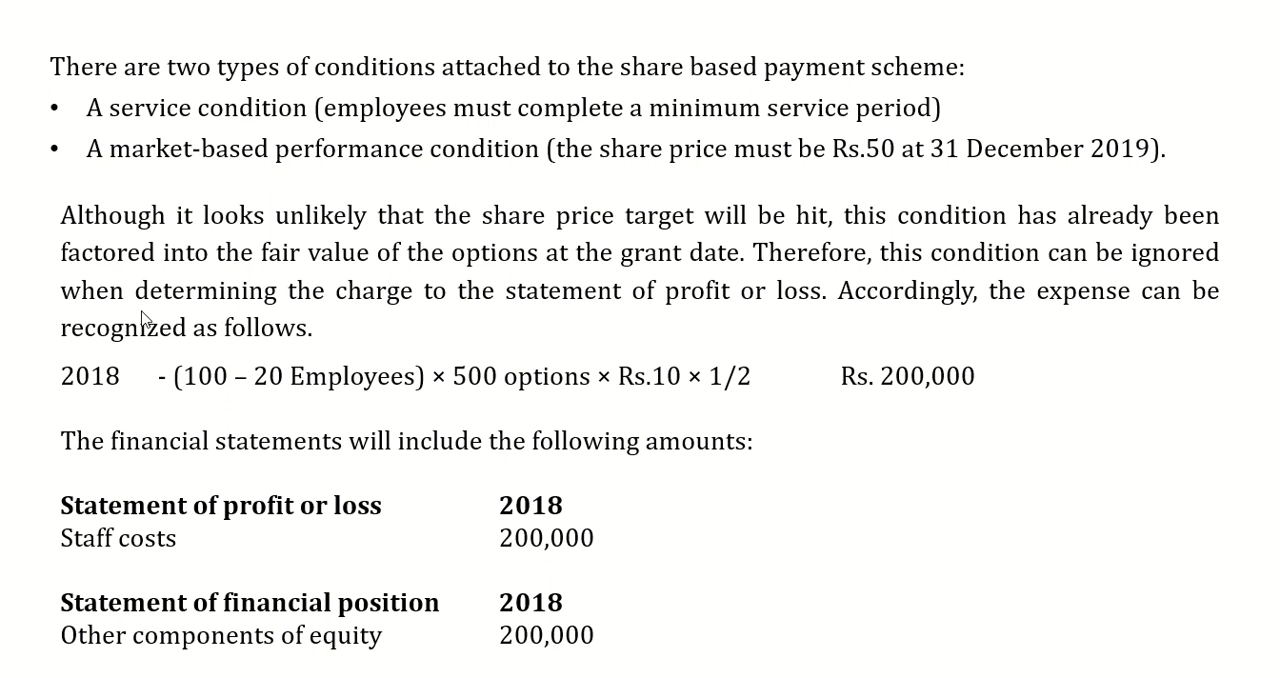 There are two types of conditions attached to the share based payment scheme:
• A service condition (employees must complete a minimum service period)
• A market-based performance condition (the share price must be Rs.50 at 31 December 2019).
Although it looks unlikely that the share price target will be hit, this condition has already been
factored into the fair value of the options at the grant date. Therefore, this condition can be ignored
when determining the charge to the statement of profit or loss. Accordingly, the expense can be
recognized as follows.
2018 - (100 – 20 Employees) × 500 options × Rs.10 × 1/2 Rs. 200,000
The financial statements will include the following amounts:
Statement of profit or loss 2018
Staff costs 200,000
Statement of financial position 2018
Other components of equity 200,000